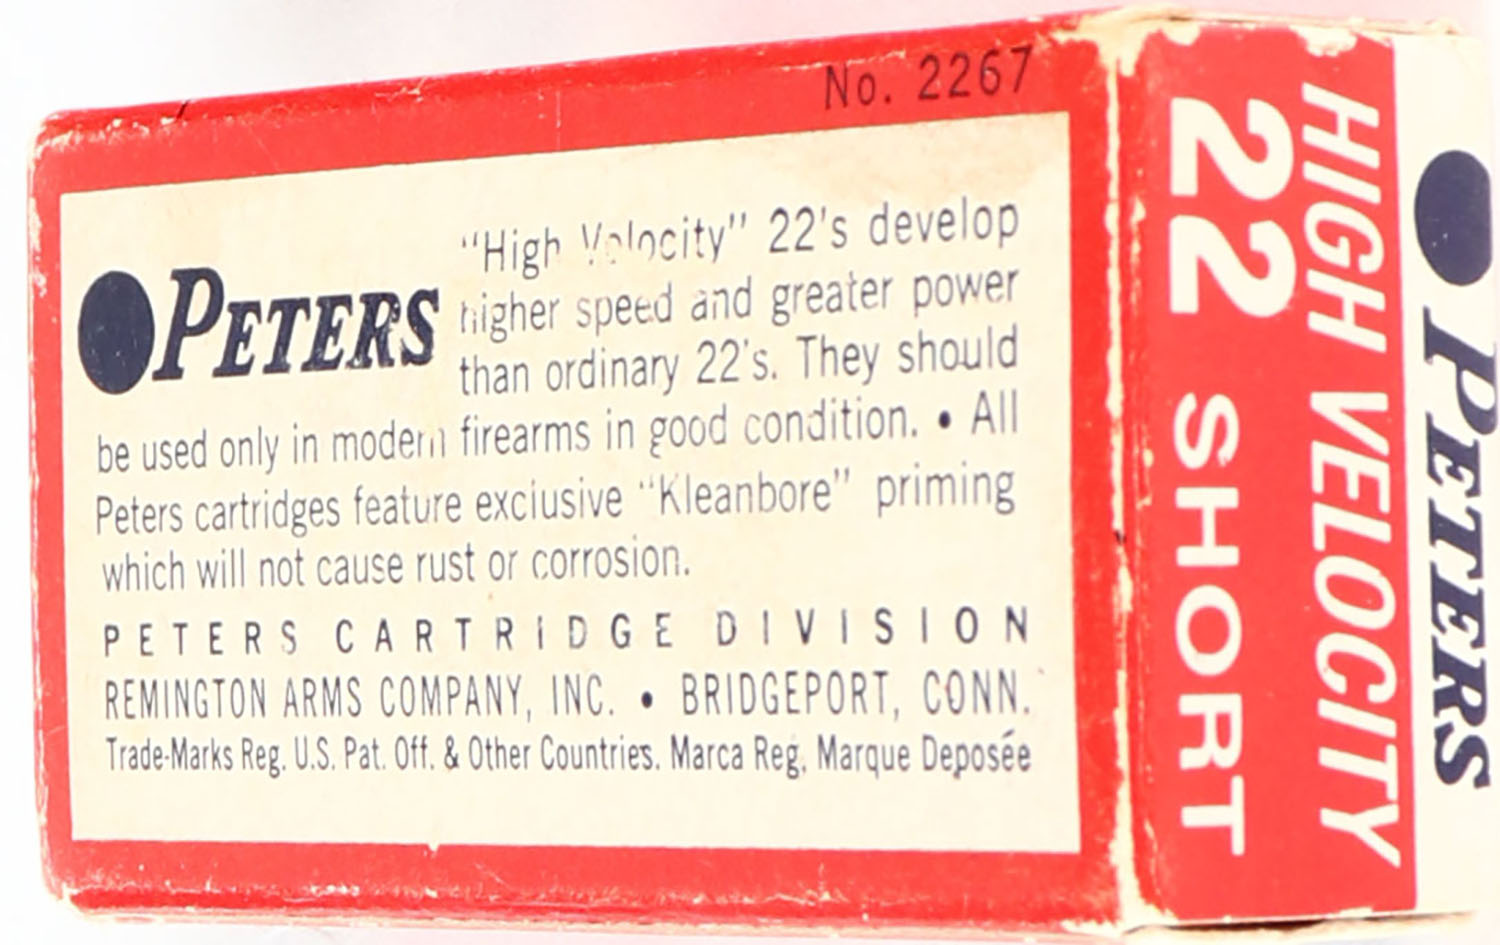 No. 2267
PETERS
"High Velocity" 22's develop
higher speed and greater power
than ordinary 22's. They should
be used only in modern firearms in good condition. • All
Peters cartridges feature exclusive "Kleanbore" priming
which will not cause rust or corrosion.
PETERS CARTRIDGE DIVISION
REMINGTON ARMS COMPANY, INC. • BRIDGEPORT, CONN.
Trade-Marks Reg. U.S. Pat. Off. & Other Countries. Marca Reg. Marque Deposée
PETERS
HIGH VELOCITY
22 SHORT